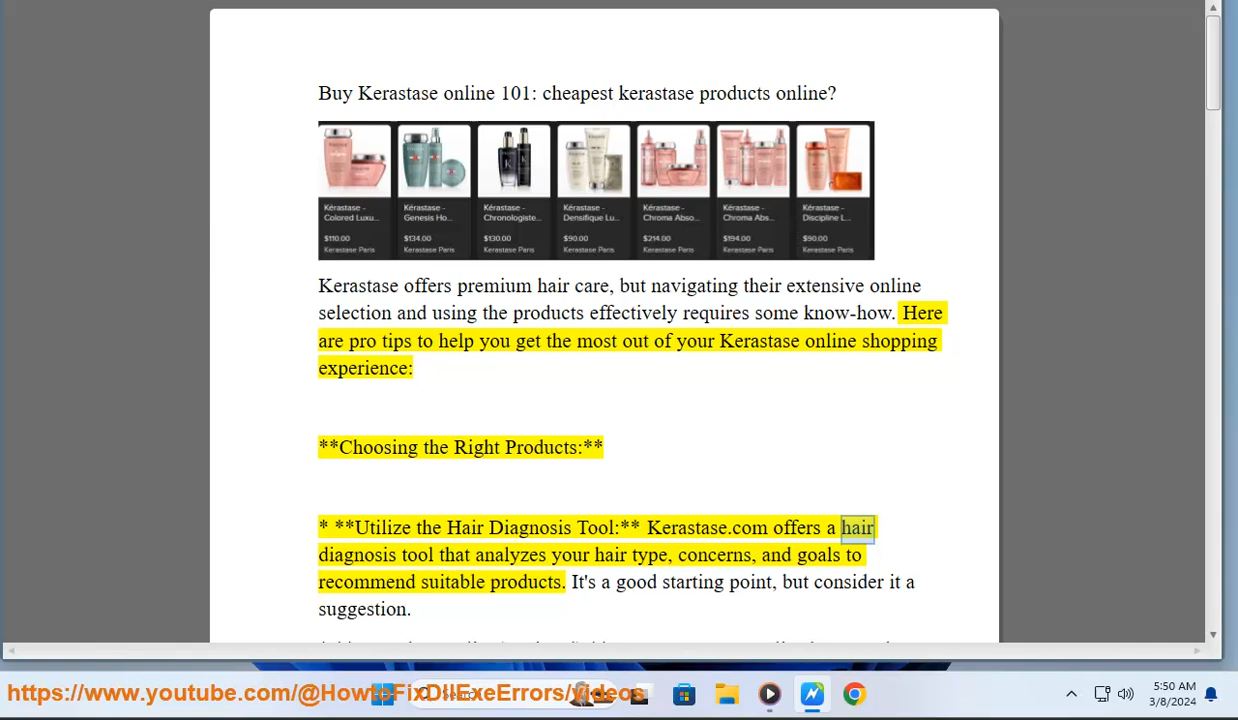 Buy Kerastase online 101: cheapest kerastase products online?
Kérastase - Colored Luxu...
$110.00
Kerastase Paris
Kérastase - Genesis Ho...
$134.00
Kerastase Paris
Kérastase - Chronologiste...
$130.00
Kerastase Paris
Kérastase - Densifique Lu...
$90.00
Kerastase Paris
Kérastase - Chroma Abso...
$214.00
Kerastase Paris
Kérastase - Chroma Abs...
$194.00
Kerastase Paris
Kérastase - Discipline L...
$90.00
Kerastase Paris
Kerastase offers premium hair care, but navigating their extensive online
selection and using the products effectively requires some know-how. Here
are pro tips to help you get the most out of your Kerastase online shopping
experience:
**Choosing the Right Products:**
* **Utilize the Hair Diagnosis Tool:** Kerastase.com offers a hair
diagnosis tool that analyzes your hair type, concerns, and goals to
recommend suitable products. It's a good starting point, but consider it a
suggestion.
https://www.youtube.com/@HowtoFixDllExeErrors/videos
Search
5:50 AM
3/8/2024